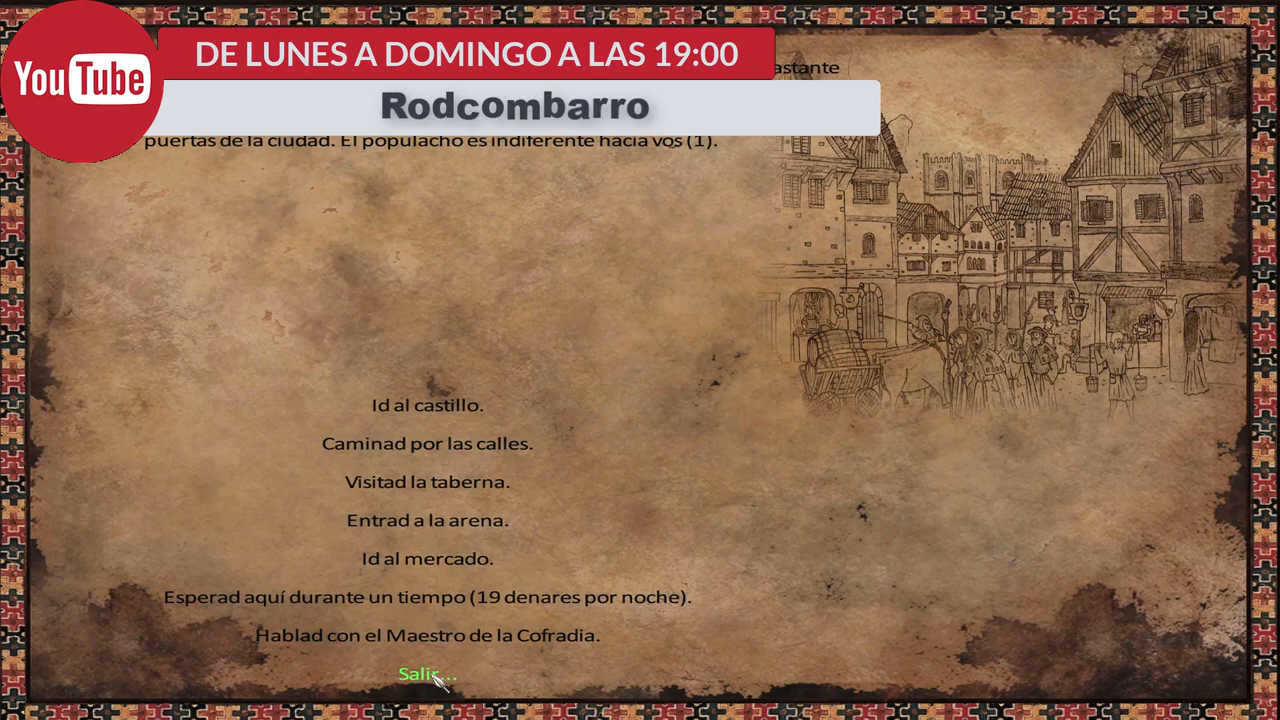 YouTube
DE LUNES A DOMINGO A LAS 19:00
Rodcombarro
puertas de la ciudad. El populacho es indiferente hacia vos (1).
Id al castillo.
Caminad por las calles.
Visitad la taberna.
Entrad a la arena.
Id al mercado.
Esperad aquí durante un tiempo (19 denares por noche).
Hablad con el Maestro de la Cofradia.
Salir...